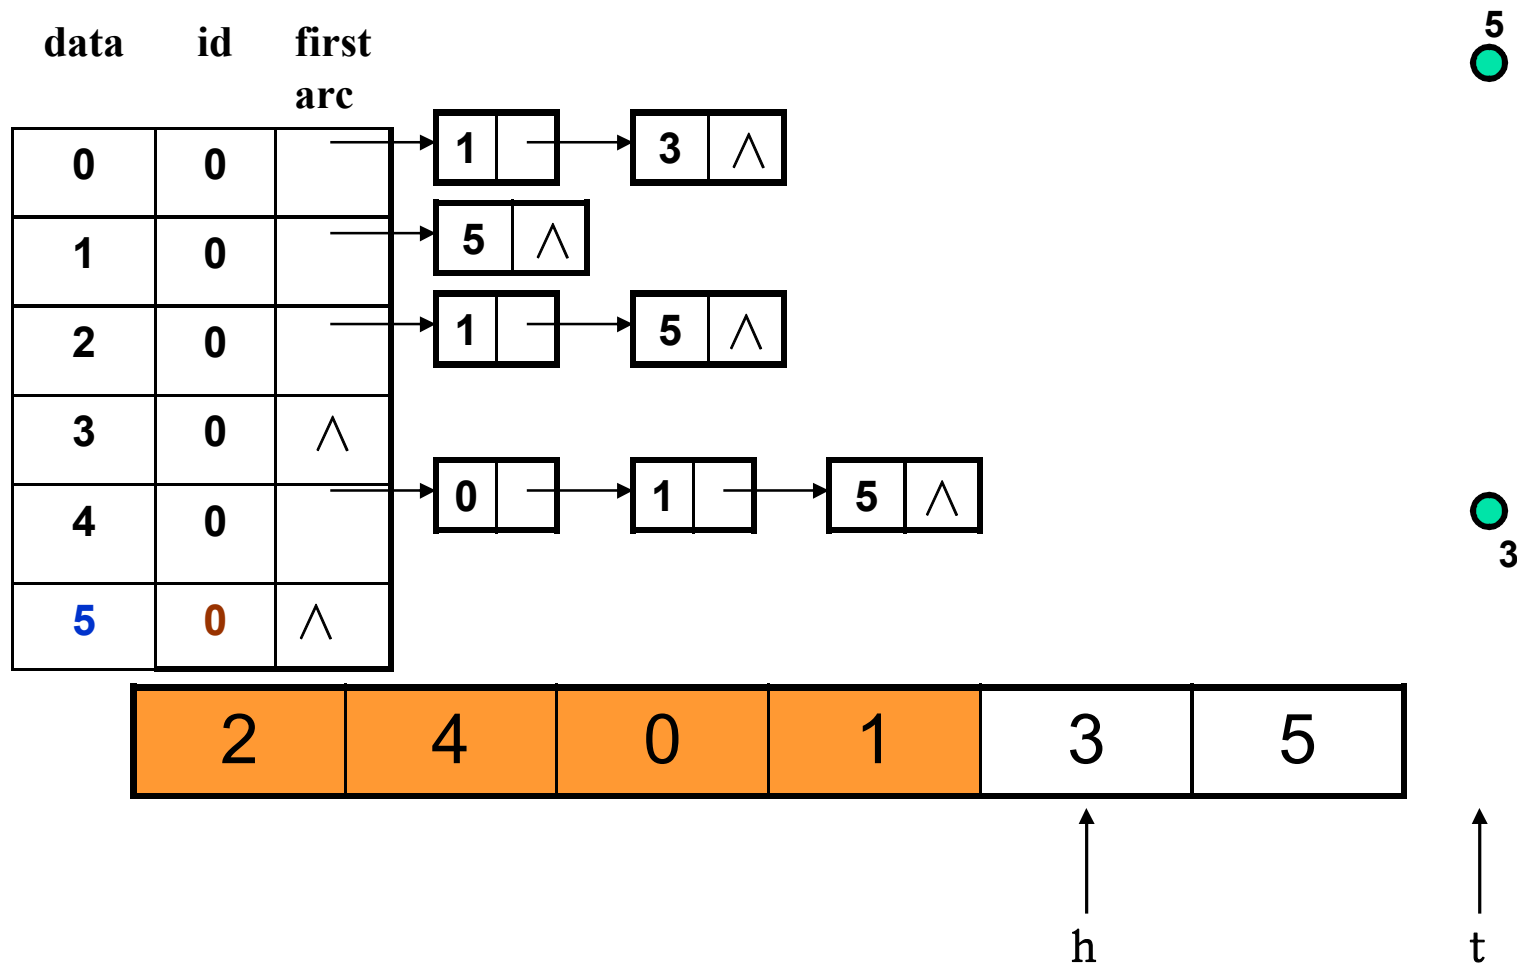 data id first arc
5
0 0 1 3 ∧
1 0 5 ∧
2 0 1 5 ∧
3 0 ∧
4 0 0 1 5 ∧
3
5 0 ∧
2 4 0 1 3 5
h t